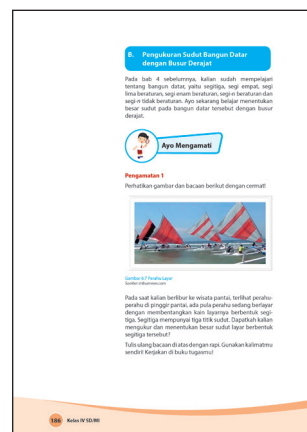 B. Pengukuran Sudut Bangun Datar
dengan Busur Derajat
Pada bab 4 sebelumnya, kalian sudah mempelajari
tentang bangun datar, yaitu segitiga, segi empat, segi
lima beraturan, segi enam beraturan, segi-n beraturan dan
segi-n tidak beraturan. Ayo sekarang belajar menentukan
besar sudut pada bangun datar tersebut dengan busur
derajat.
Ayo Mengamati
Pengamatan 1
Perhatikan gambar dan bacaan berikut dengan cermat!
Gambar 6.7 Perahu Layar
Pada saat kalian berlibur ke wisata pantai, terlihat perahu-
perahu di pinggir pantai, ada pula perahu sedang berlayar
dengan membentangkan kain layarnya berbentuk segi-
tiga. Segitiga mempunyai tiga titik sudut. Dapatkah kalian
mengukur dan menentukan besar sudut layar berbentuk
segitiga tersebut?
Tulis ulang bacaan di atas dengan rapi. Gunakan kalimatmu
sendiri! Kerjakan di buku tugasmu!
186 Kelas IV SD/MI